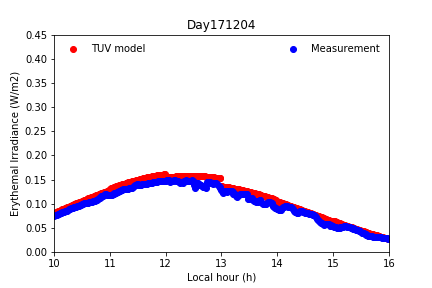 Day171204
TUV model
Measurement
Erythemal Irradiance (W/m2)
0.45
0.40
0.35
0.30
0.25
0.20
0.15
0.10
0.05
0.00
10 11 12 13 14 15 16
Local hour (h)